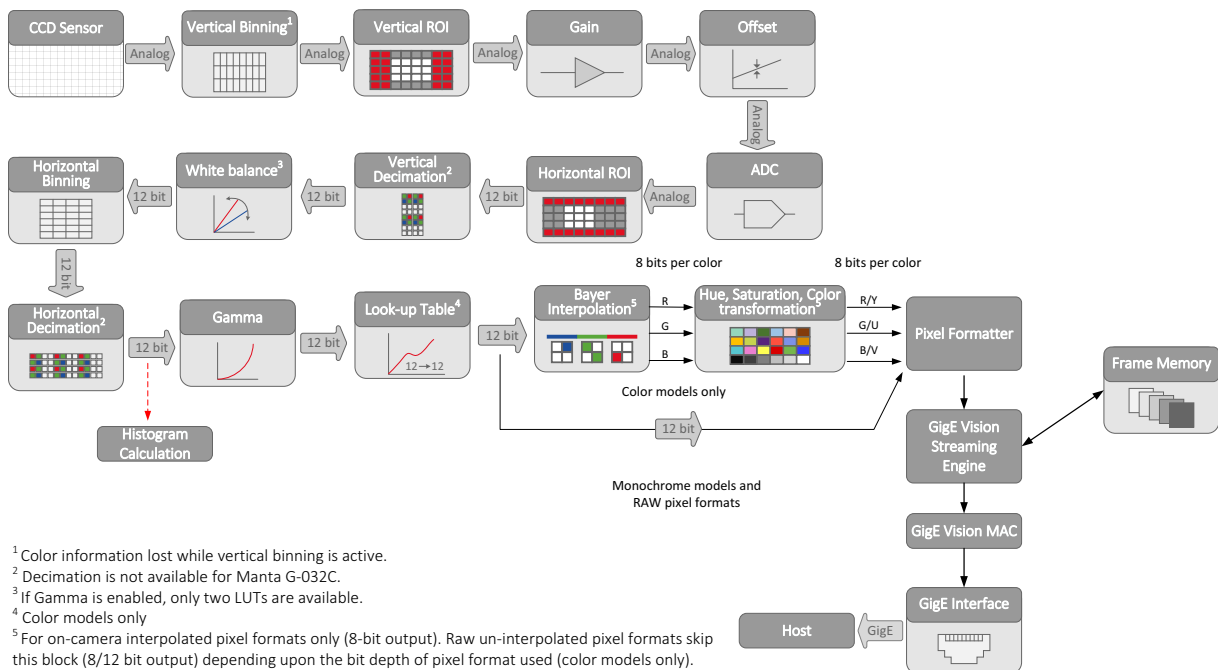 CCD Sensor
Analog
Vertical Binning¹
Analog
Vertical ROI
Analog
Gain
Analog
Offset
Analog
Horizontal
Binning
12 bit
White balance³
12 bit
Vertical
Decimation²
12 bit
Horizontal ROI
Analog
ADC
12 bit
8 bits per color
8 bits per color
Horizontal
Decimation²
12 bit
Gamma
12 bit
Look-up Table⁴
12→12
12 bit
Bayer
Interpolation⁵
R
G
B
Hue, Saturation, Color
transformation⁵
R/Y
G/U
B/V
Pixel Formatter
Frame Memory
Color models only
12 bit
Histogram
Calculation
GigE Vision
Streaming
Engine
Monochrome models and
RAW pixel formats
GigE Vision MAC
¹ Color information lost while vertical binning is active.
² Decimation is not available for Manta G-032C.
³ If Gamma is enabled, only two LUTs are available.
⁴ Color models only
⁵ For on-camera interpolated pixel formats only (8-bit output). Raw un-interpolated pixel formats skip
this block (8/12 bit output) depending upon the bit depth of pixel format used (color models only).
Host
GigE
GigE Interface